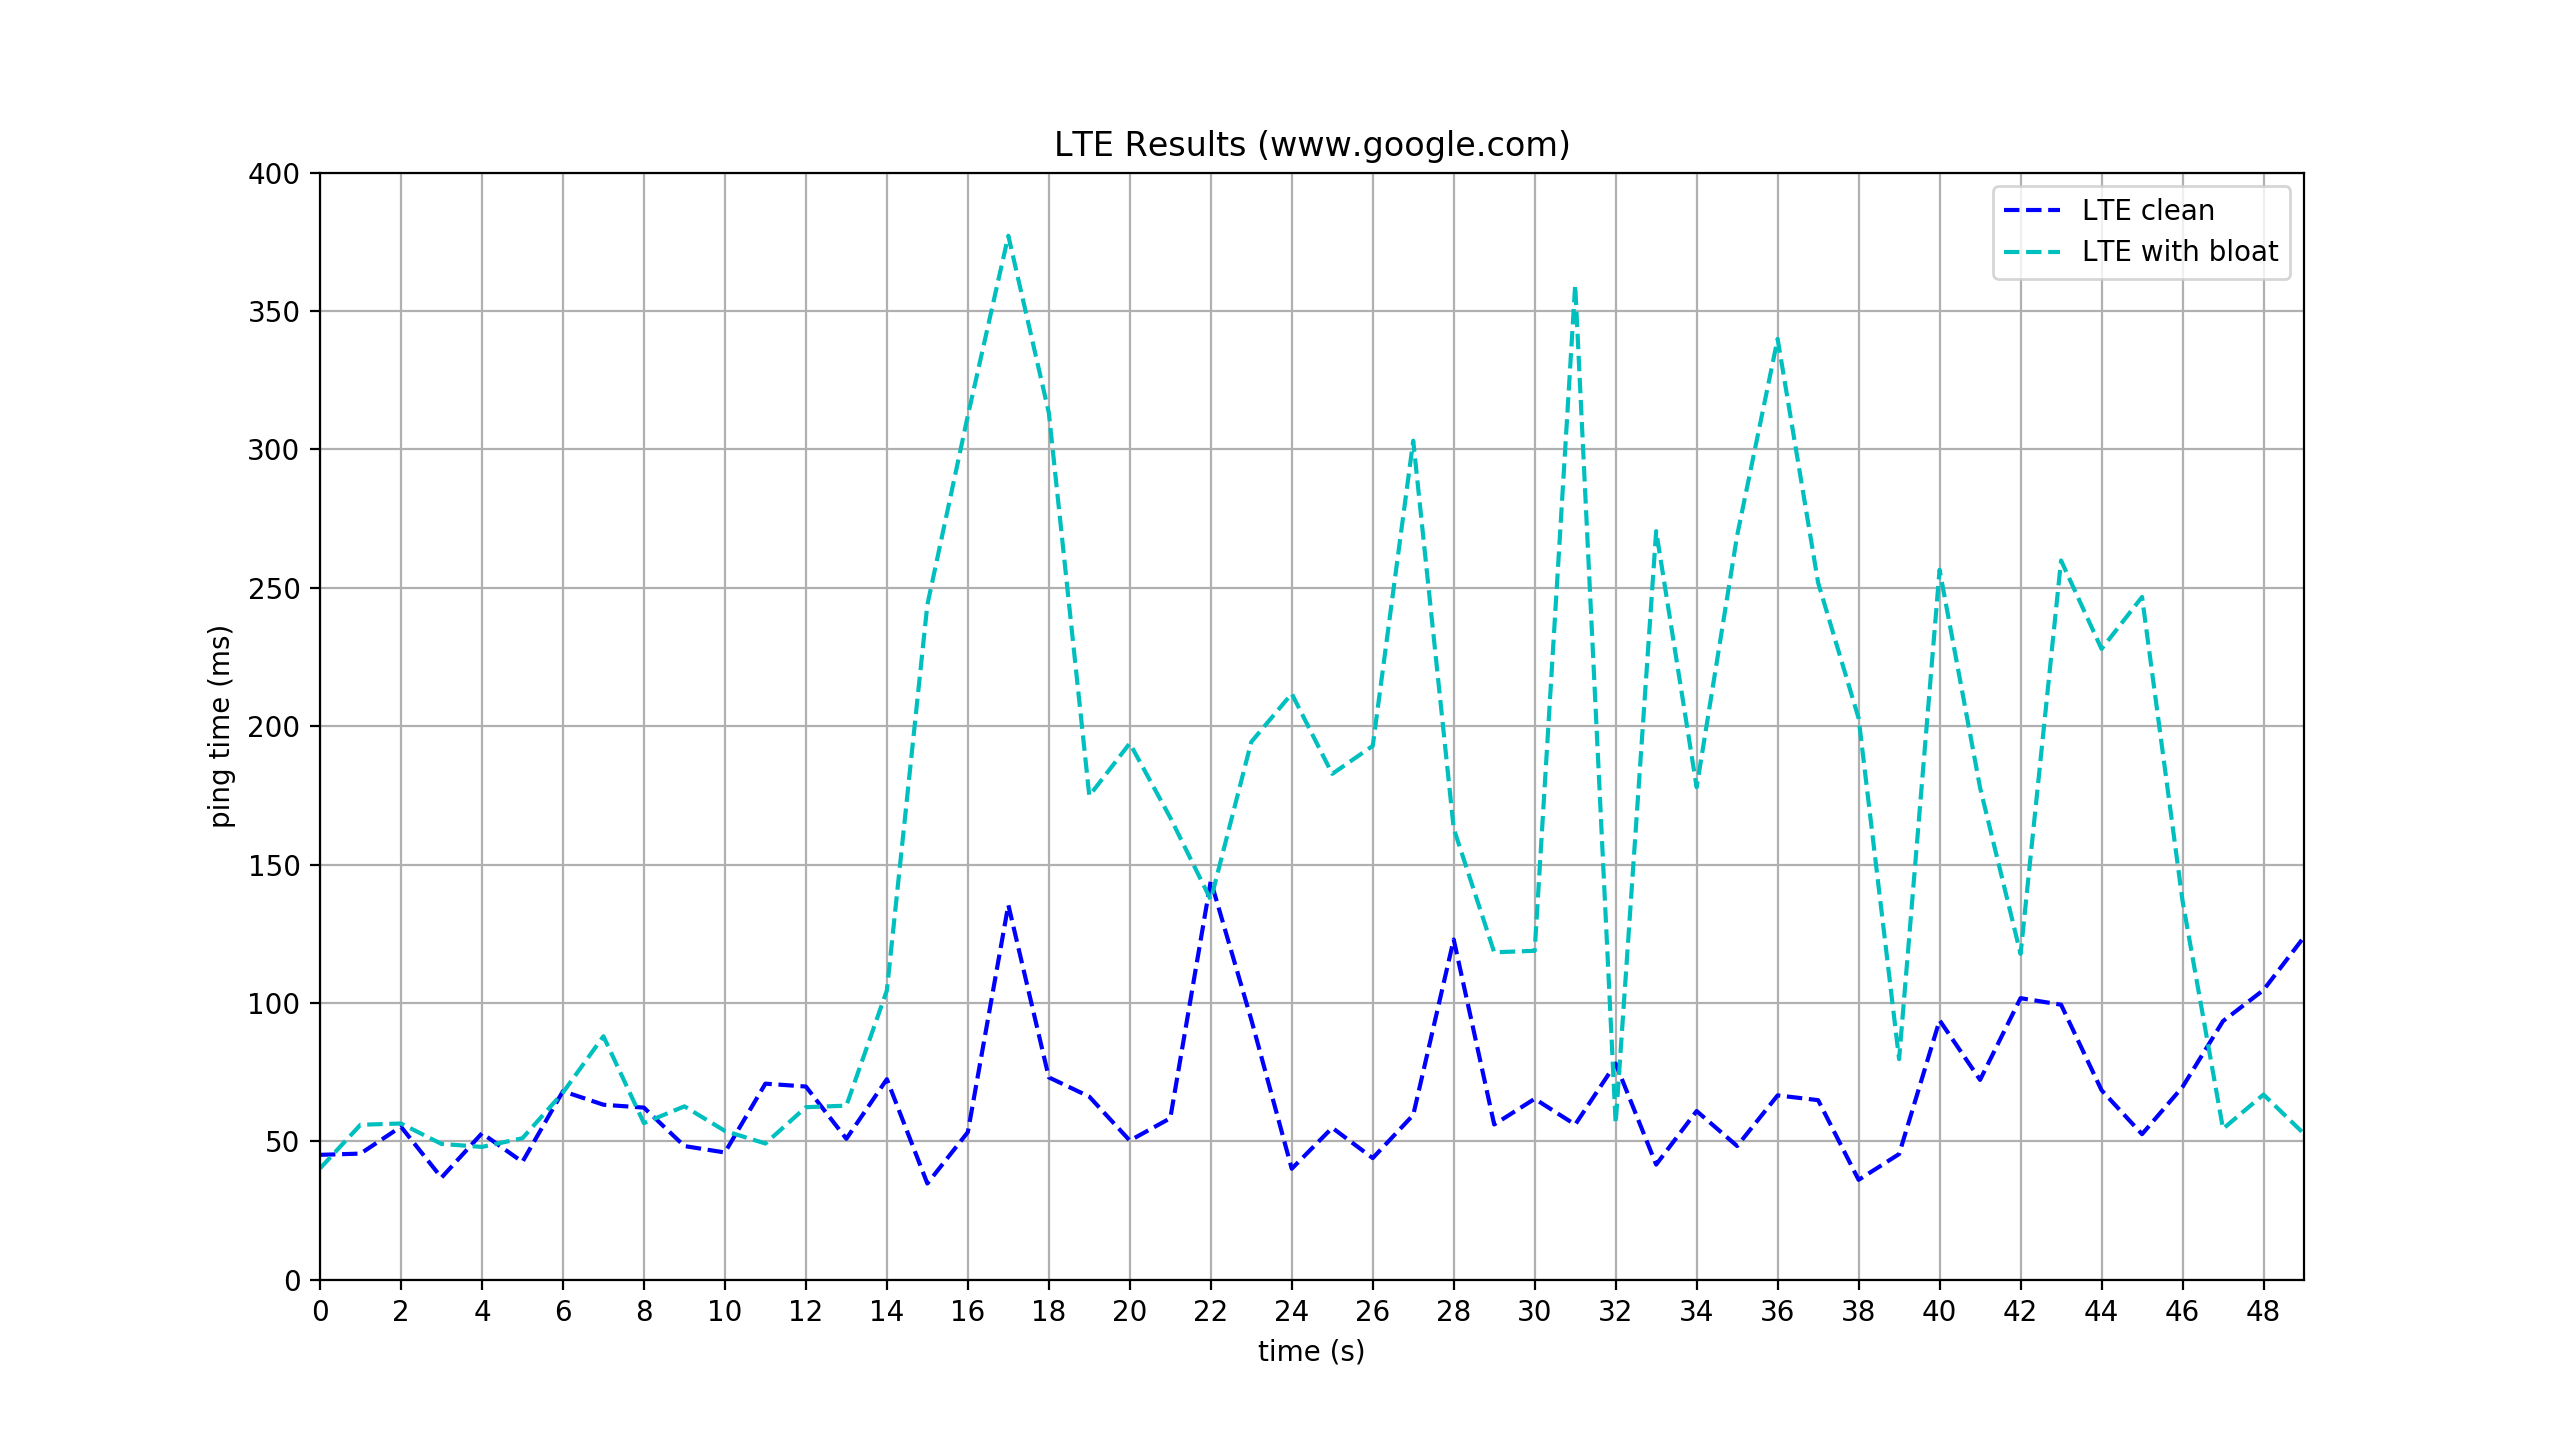 LTE Results (www.google.com)
LTE clean
LTE with bloat
400
350
300
250
200
150
100
50
0
ping time (ms)
0 2 4 6 8 10 12 14 16 18 20 22 24 26 28 30 32 34 36 38 40 42 44 46 48
time (s)